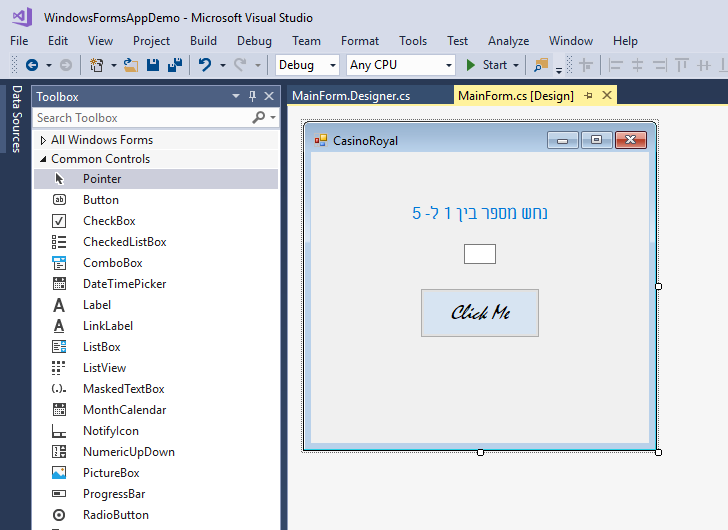 WindowsFormsAppDemo - Microsoft Visual Studio
File Edit View Project Build Debug Team Format Tools Test Analyze Window Help
Debug Any CPU Start
Data Sources
Toolbox
Search Toolbox
All Windows Forms
Common Controls
Pointer
Button
CheckBox
CheckedListBox
ComboBox
DateTimePicker
Label
LinkLabel
ListBox
ListView
MaskedTextBox
MonthCalendar
NotifyIcon
NumericUpDown
PictureBox
ProgressBar
RadioButton
MainForm.Designer.cs MainForm.cs [Design]
CasinoRoyal
נחש מספר בין 1 ל- 5
Click Me